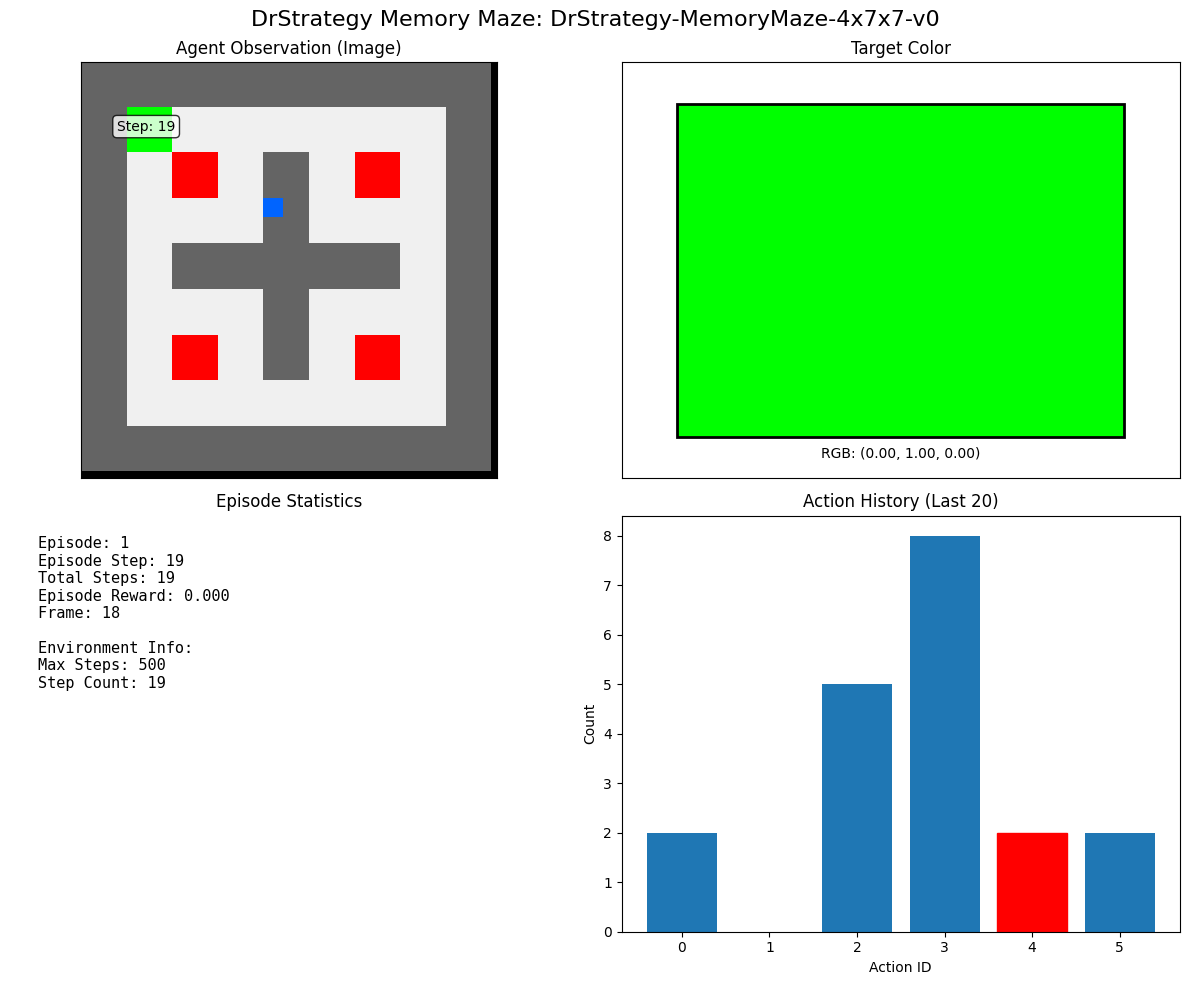 DrStrategy Memory Maze: DrStrategy-MemoryMaze-4x7x7-v0
Agent Observation (Image)
Step: 19
Target Color
RGB: (0.00, 1.00, 0.00)
Episode Statistics
Episode: 1
Episode Step: 19
Total Steps: 19
Episode Reward: 0.000
Frame: 18
Environment Info:
Max Steps: 500
Step Count: 19
Action History (Last 20)
8
7
6
5
4
3
2
1
0
Count
0 1 2 3 4 5
Action ID